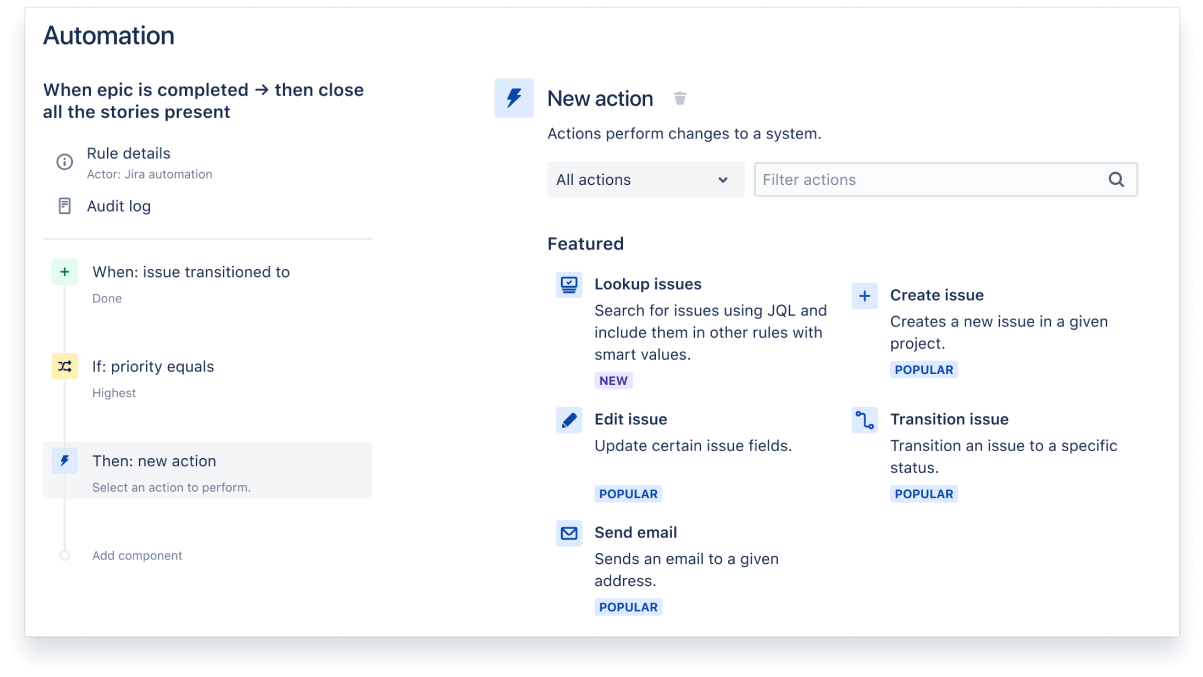 Automation
When epic is completed → then close
all the stories present
Rule details
Actor: Jira automation
Audit log
When: issue transitioned to
Done
If: priority equals
Highest
Then: new action
Select an action to perform.
Add component
New action
Actions perform changes to a system.
All actions
Filter actions
Featured
Lookup issues
Search for issues using JQL and
include them in other rules with
smart values.
NEW
Create issue
Creates a new issue in a given
project.
POPULAR
Edit issue
Update certain issue fields.
POPULAR
Transition issue
Transition an issue to a specific
status.
POPULAR
Send email
Sends an email to a given
address.
POPULAR